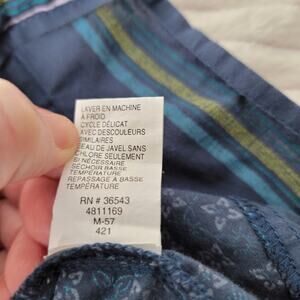 LAVER EN MACHINE
À FROID
CYCLE DÉLICAT
AVEC DESCOULEURS
SIMILAIRES
EAU DE JAVEL SANS
CHLORE SEULEMENT
SI NÉCESSAIRE
SÉCHOIR BASSE
TEMPÉRATURE
REPASSAGE À BASSE
TEMPÉRATURE
RN # 36543
4811169
M-57
421